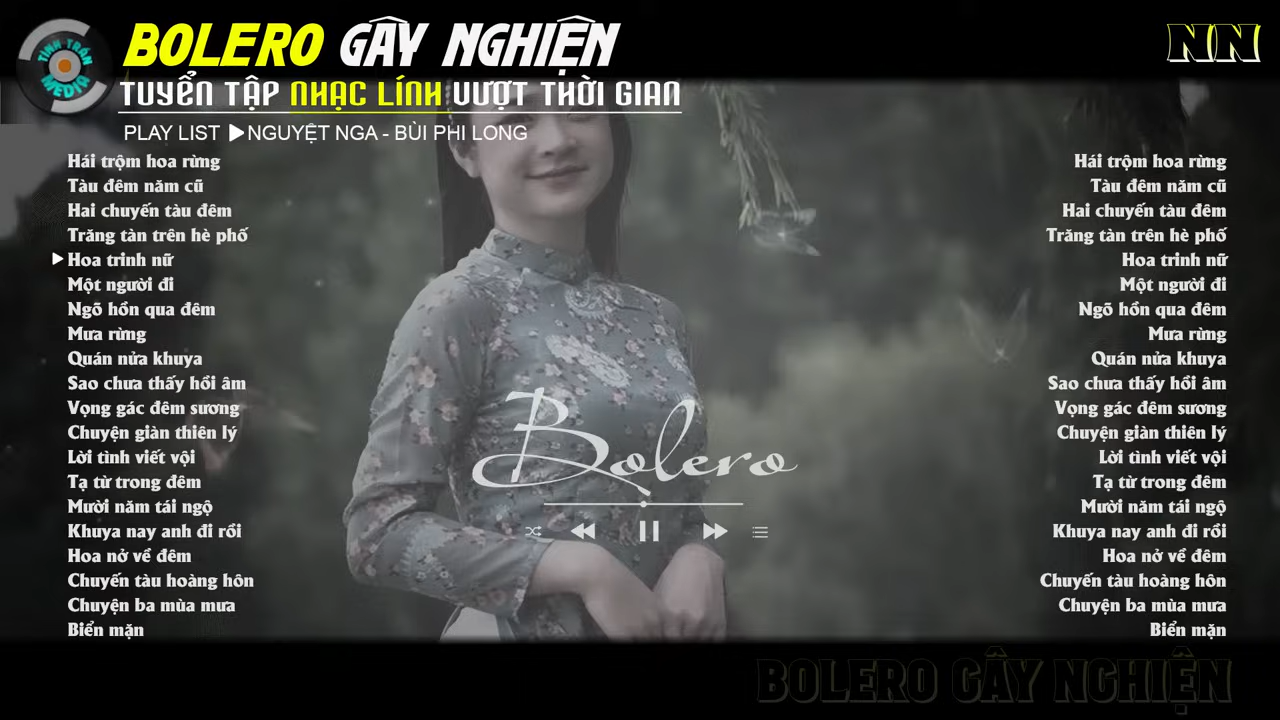 TINH TRẦN
MEDIA
BOLERO GÂY NGHIỆN
NN
TUYỂN TẬP NHẠC LÍNH VƯỢT THỜI GIAN
PLAY LIST ▶NGUYỆT NGA - BÙI PHI LONG
Hái trộm hoa rừng
Tàu đêm năm cũ
Hai chuyến tàu đêm
Trăng tàn trên hè phố
Hoa trinh nữ
Một người đi
Ngõ hồn qua đêm
Mưa rừng
Quán nửa khuya
Sao chưa thấy hồi âm
Vọng gác đêm sương
Chuyện giàn thiên lý
Lời tình viết vội
Tạ từ trong đêm
Mười năm tái ngộ
Khuya nay anh đi rồi
Hoa nở về đêm
Chuyến tàu hoàng hôn
Chuyện ba mùa mưa
Biển mặn
Bolero
Hái trộm hoa rừng
Tàu đêm năm cũ
Hai chuyến tàu đêm
Trăng tàn trên hè phố
Hoa trinh nữ
Một người đi
Ngõ hồn qua đêm
Mưa rừng
Quán nửa khuya
Sao chưa thấy hồi âm
Vọng gác đêm sương
Chuyện giàn thiên lý
Lời tình viết vội
Tạ từ trong đêm
Mười năm tái ngộ
Khuya nay anh đi rồi
Hoa nở về đêm
Chuyến tàu hoàng hôn
Chuyện ba mùa mưa
Biển mặn
BOLERO GÂY NGHIỆN